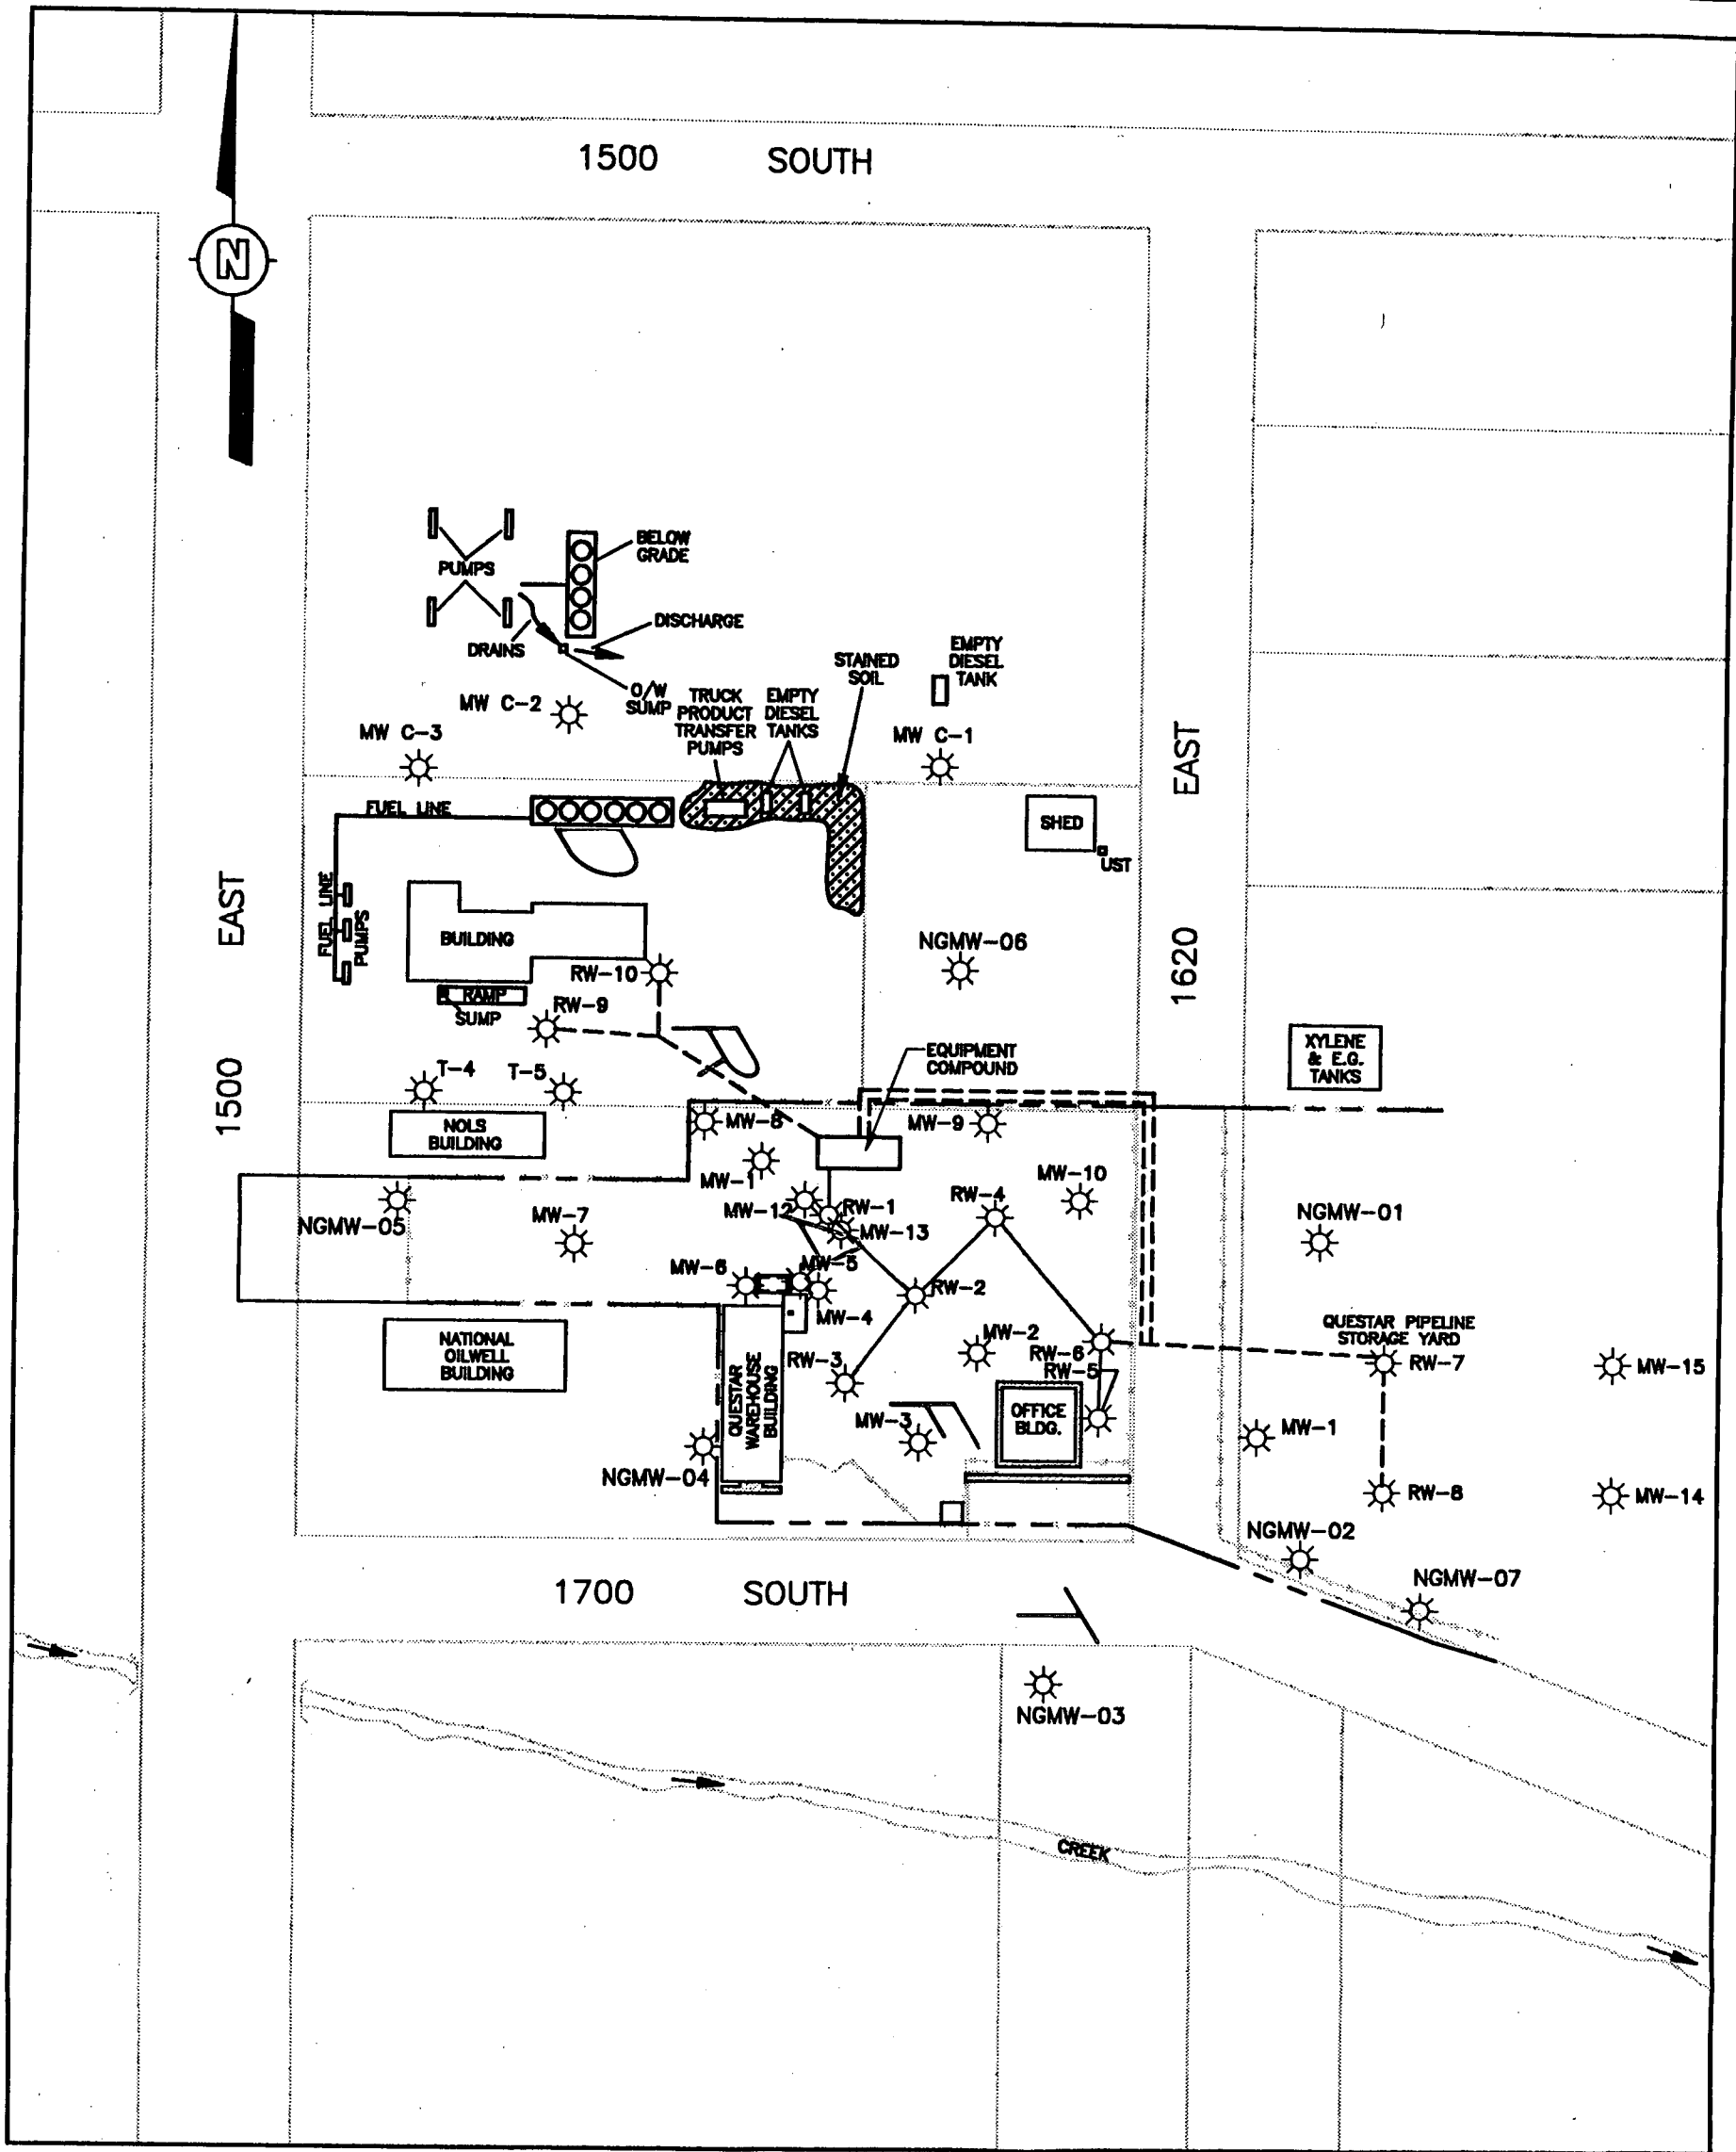 1500 SOUTH
N
BELOW
GRADE
PUMPS
DISCHARGE
DRAINS
O/W
SUMP
TRUCK
PRODUCT
TRANSFER
PUMPS
EMPTY
DIESEL
TANKS
STAINED
SOIL
EMPTY
DIESEL
TANK
MW C-2
MW C-3
MW C-1
FUEL LINE
SHED
UST
FUEL LINE
PUMPS
BUILDING
1500 EAST
1620 EAST
NGMW-06
RW-10
RAMP
SUMP
RW-9
EQUIPMENT
COMPOUND
XYLENE
& E.G.
TANKS
T-4
T-5
NOLS
BUILDING
MW-8
MW-9
MW-1
MW-10
RW-4
NGMW-05
MW-7
MW-12
RW-1
MW-13
NGMW-01
MW-6
MW-5
RW-2
MW-4
NATIONAL
OILWELL
BUILDING
QUESTAR
WAREHOUSE
BUILDING
RW-3
MW-2
RW-6
RW-5
QUESTAR PIPELINE
STORAGE YARD
RW-7
MW-15
OFFICE
BLDG.
MW-3
MW-1
NGMW-04
RW-8
MW-14
NGMW-02
NGMW-07
1700 SOUTH
NGMW-03
CREEK